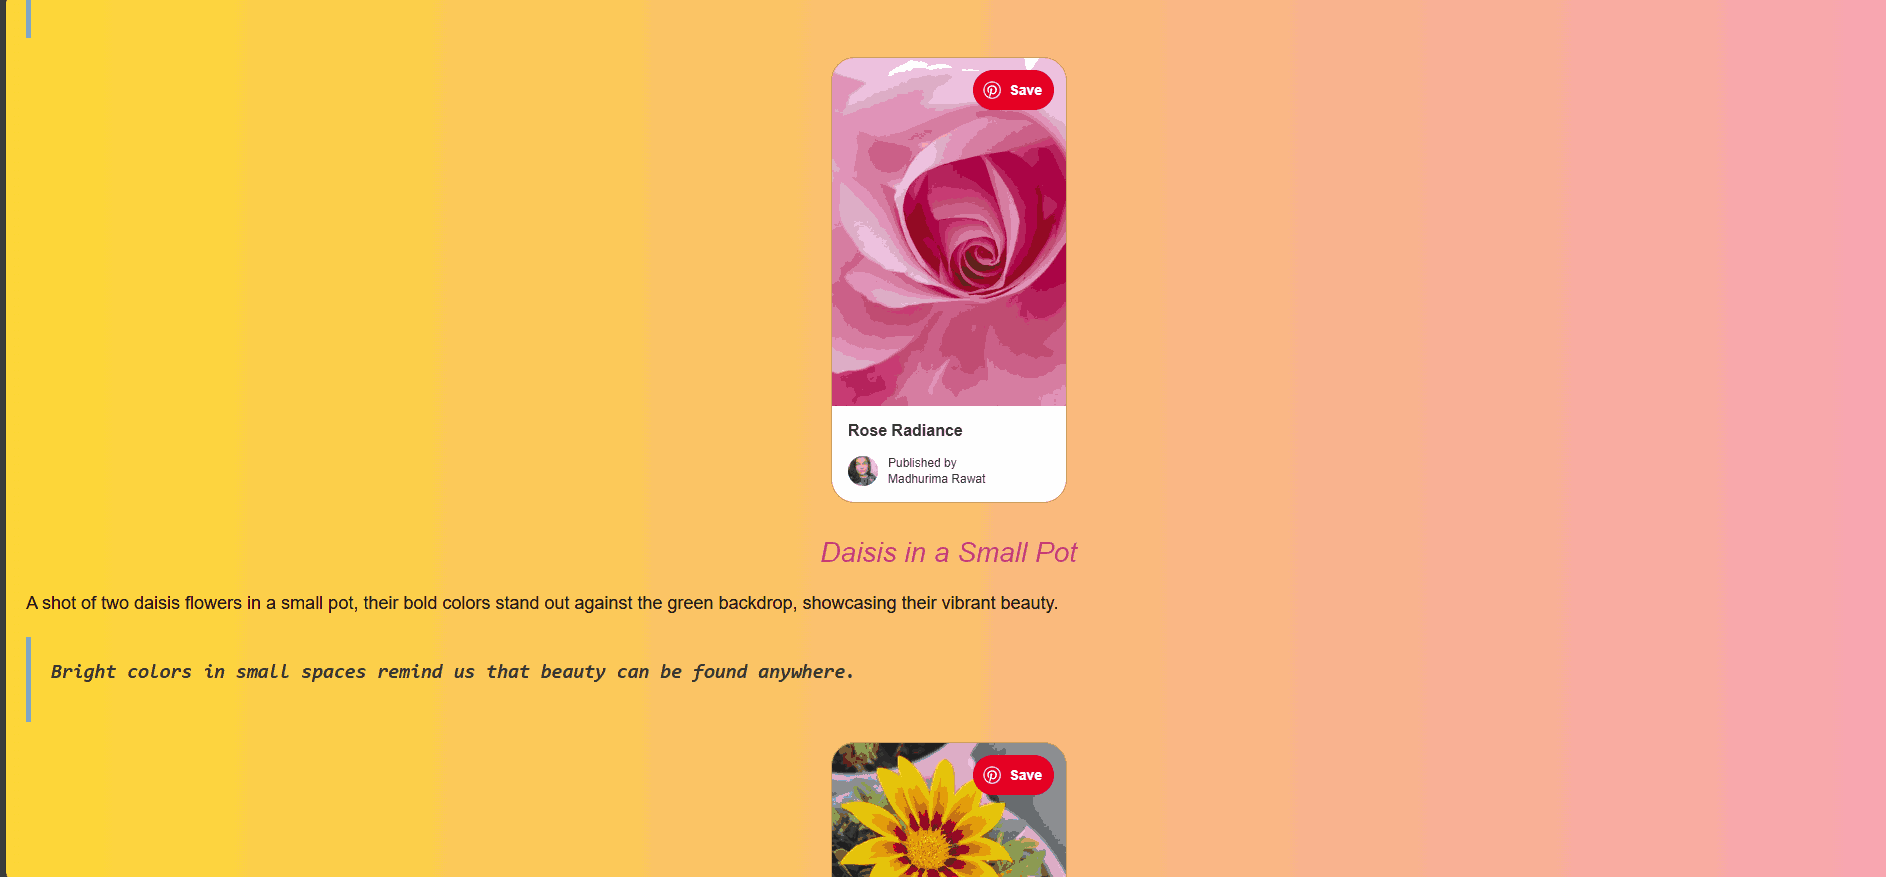 Save
Rose Radiance
Published by
Madhurima Rawat
Daisis in a Small Pot
A shot of two daisis flowers in a small pot, their bold colors stand out against the green backdrop, showcasing their vibrant beauty.
Bright colors in small spaces remind us that beauty can be found anywhere.
Save